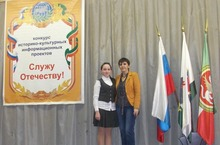 конкурс
историко-культурных
информационных
проектов
Служу
Отечеству!